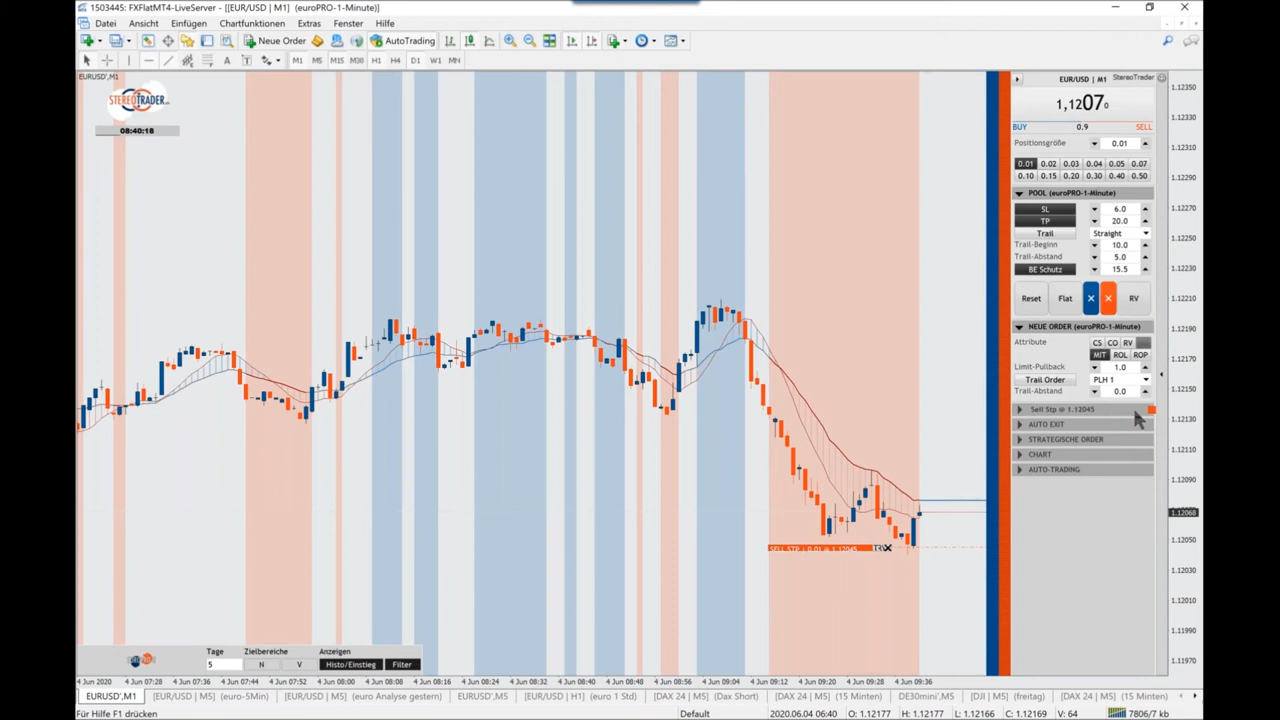 1503445: FXFlatMT4-LiveServer - [[EUR/USD | M1] (euroPRO-1-Minute)]
Datei Ansicht Einfügen Chartfunktionen Extras Fenster Hilfe
Neue Order AutoTrading
A T M1 M5 M15 M30 H1 H4 D1 W1 MN
EURUSD',M1
STEREOTRADER
08:40:18
EUR/USD | M1 StereoTrader
1,12070
BUY 0.9 SELL
Positionsgröße 0.01
0.01 0.02 0.03 0.04 0.05 0.07
0.10 0.15 0.20 0.30 0.40 0.50
POOL (euroPRO-1-Minute)
SL 6.0
TP 20.0
Trail Straight
Trail-Beginn 10.0
Trail-Abstand 5.0
BE Schutz 15.5
Reset Flat × × RV
NEUE ORDER (euroPRO-1-Minute)
Attribute CS CO RV
MIT ROL ROP
Limit-Pullback 1.0
Trail Order PLH 1
Trail-Abstand 0.0
Sell Stp @ 1.12045
AUTO EXIT
STRATEGISCHE ORDER
CHART
AUTO-TRADING
1.12350
1.12330
1.12310
1.12290
1.12270
1.12250
1.12230
1.12210
1.12190
1.12170
1.12150
1.12130
1.12110
1.12090
1.12068
1.12050
1.12030
1.12010
1.11990
1.11970
SELL STP | 0.01 @ 1.12045
Tage Zielbereiche Anzeigen
5 N V Histo/Einstieg Filter
4 Jun 2020 4 Jun 07:28 4 Jun 07:36 4 Jun 07:44 4 Jun 07:52 4 Jun 08:00 4 Jun 08:08 4 Jun 08:16 4 Jun 08:24 4 Jun 08:32 4 Jun 08:40 4 Jun 08:48 4 Jun 08:56 4 Jun 09:04 4 Jun 09:12 4 Jun 09:20 4 Jun 09:28 4 Jun 09:36
EURUSD',M1 [EUR/USD | M5] (euro-5Min) [EUR/USD | M5] (euro Analyse gestern) EURUSD',M5 [EUR/USD | H1] (euro 1 Std) [DAX 24 | M5] (Dax Short) [DAX 24 | M5] (15 Minuten) DE30mini',M5 [DJI | M5] (freitag) [DAX 24 | M5] (15 Minuten)
Für Hilfe F1 drücken Default 2020.06.04 06:40 O: 1.12177 H: 1.12177 L: 1.12166 C: 1.12169 V: 64 7806/7 kb